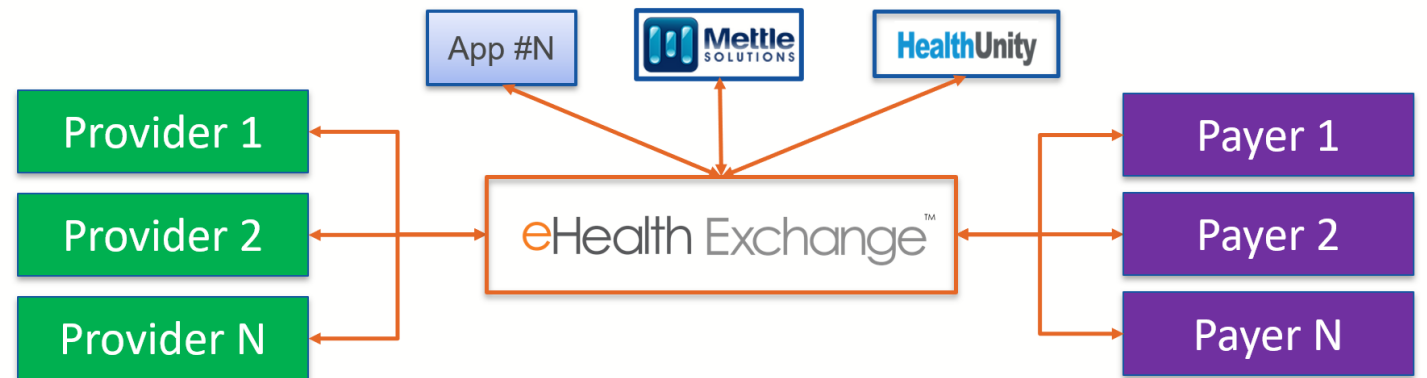 App #N
Mettle
SOLUTIONS
HealthUnity
Provider 1
Provider 2
Provider N
eHealth Exchange™
Payer 1
Payer 2
Payer N